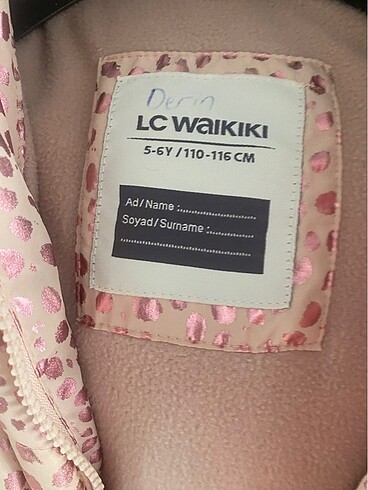 Derin
LC WAIKIKI
5-6Y / 110-116 CM
Ad / Name :..............................
Soyad / Surname :..................
..................................................